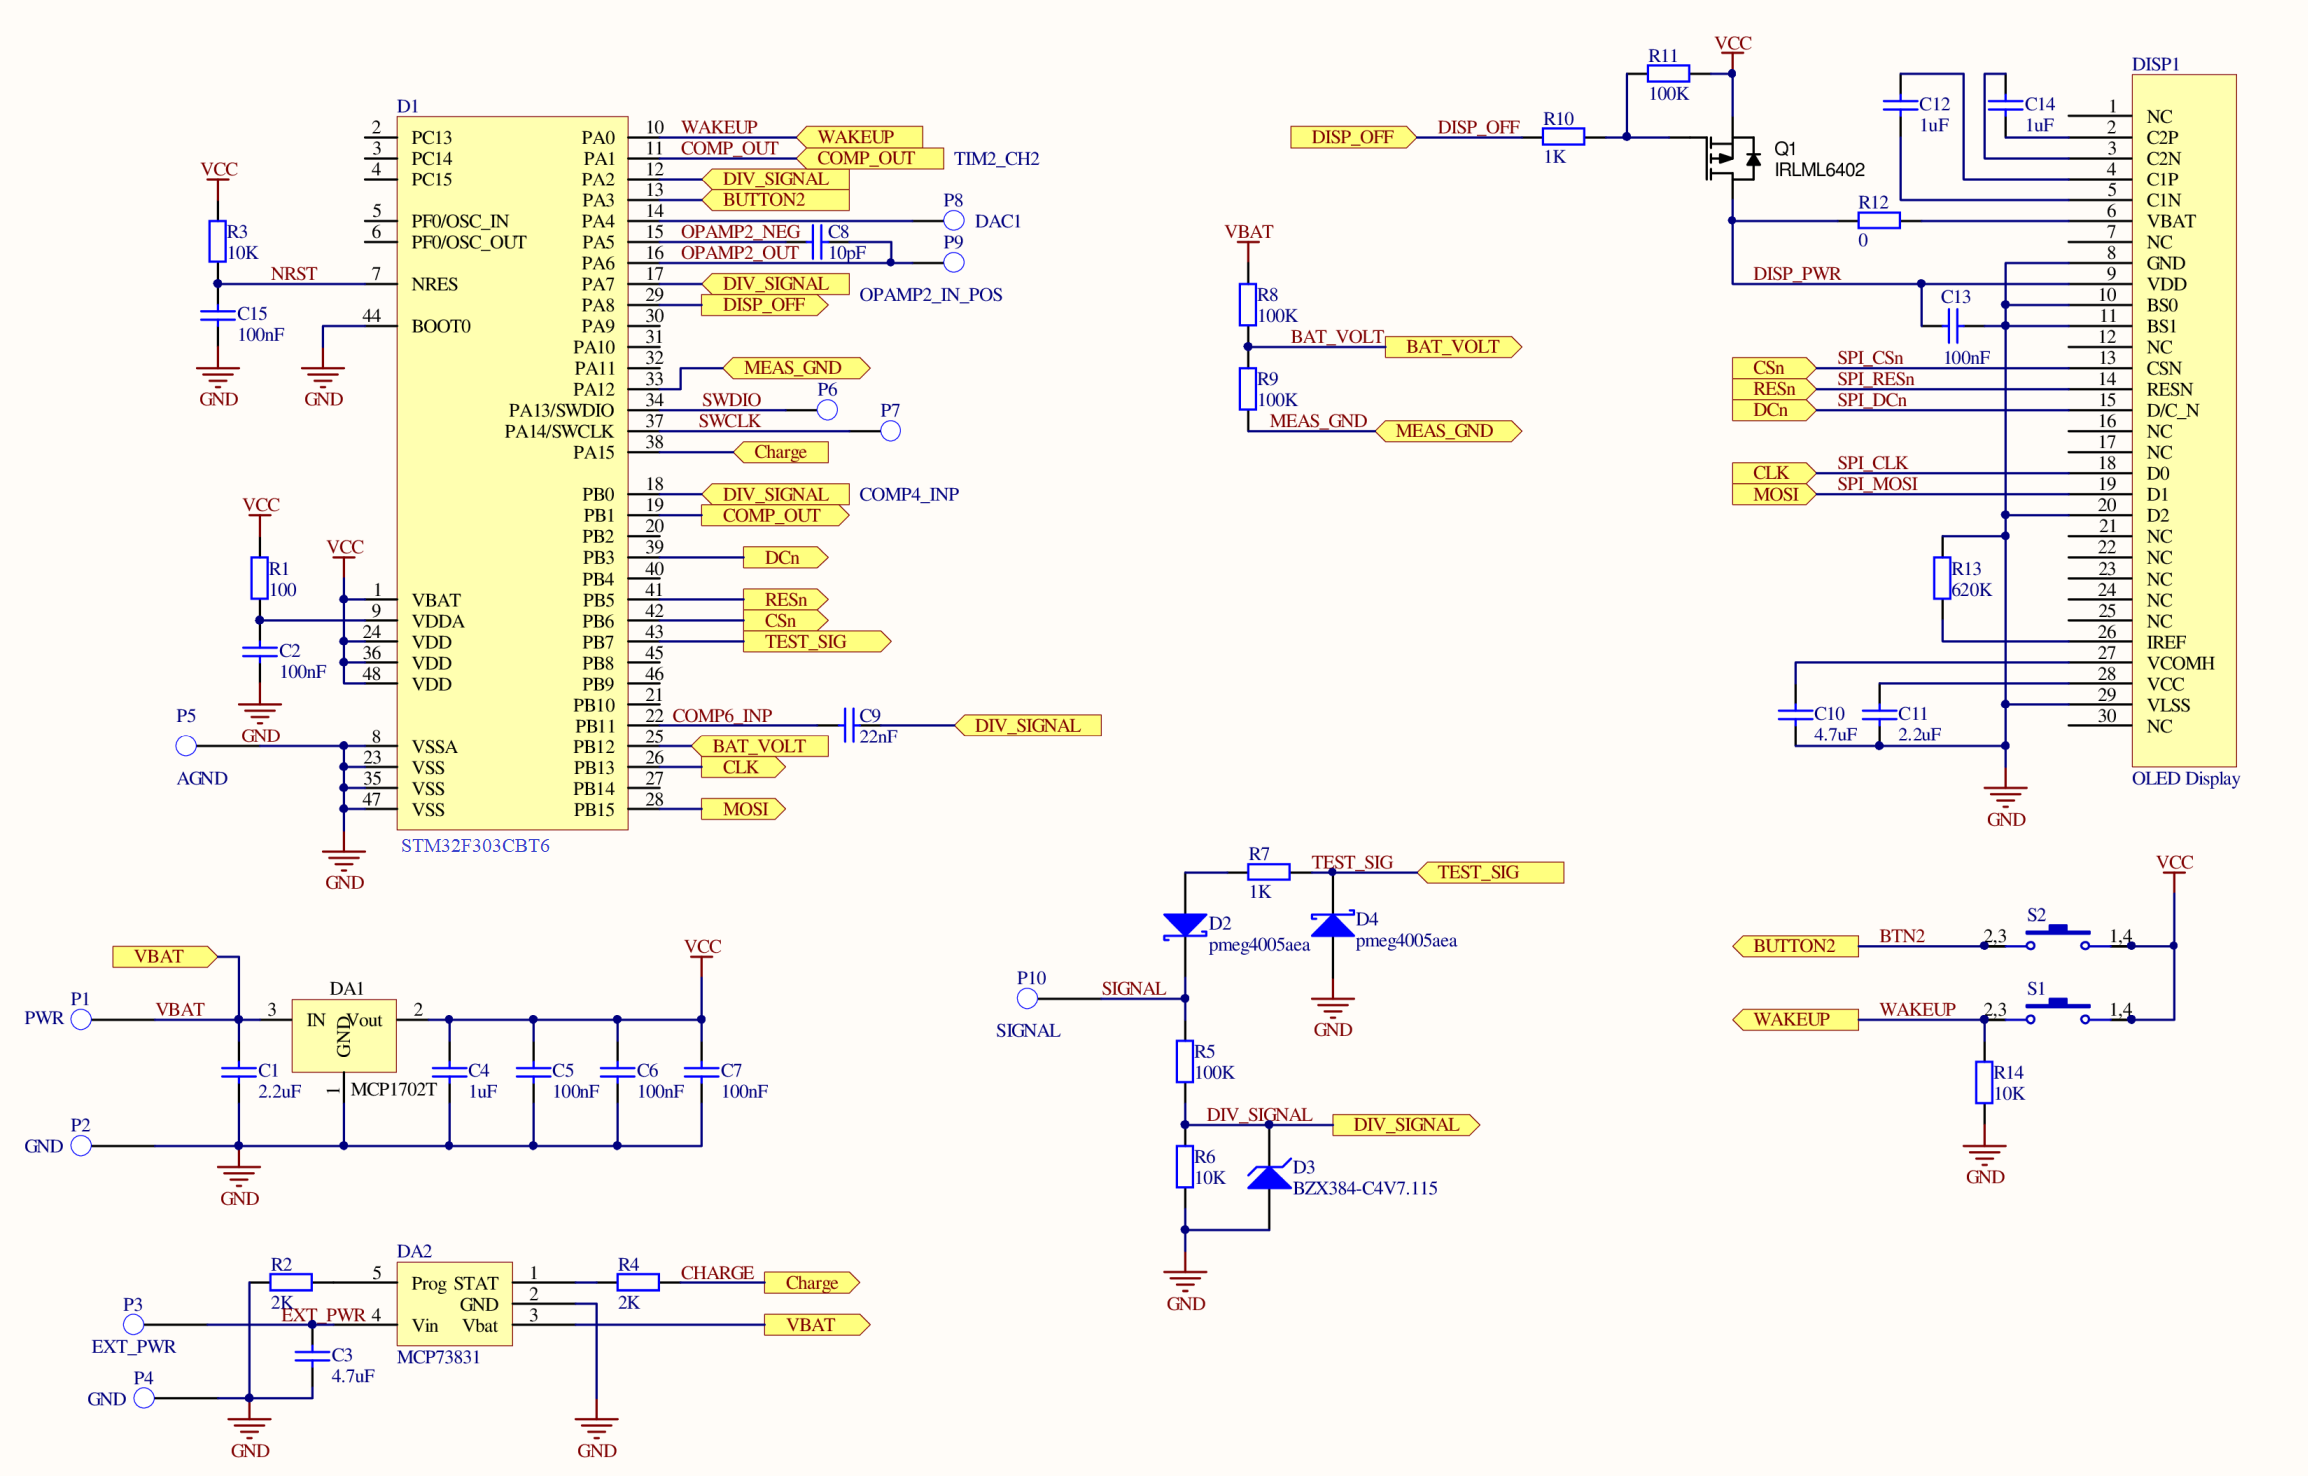 D1
2 PC13
3 PC14
4 PC15
5 PF0/OSC_IN
6 PF0/OSC_OUT
NRST 7 NRES
44 BOOT0
1 VBAT
9 VDDA
24 VDD
36 VDD
48 VDD
8 VSSA
23 VSS
35 VSS
47 VSS
PA0 10 WAKEUP WAKEUP
PA1 11 COMP_OUT COMP_OUT TIM2_CH2
PA2 12 DIV_SIGNAL
PA3 13 BUTTON2
PA4 14 P8 DAC1
PA5 15 OPAMP2_NEG C8
10pF
PA6 16 OPAMP2_OUT P9
PA7 17 DIV_SIGNAL OPAMP2_IN_POS
PA8 29 DISP_OFF
PA9 30
PA10 31
PA11 32
PA12 33 MEAS_GND
PA13/SWDIO 34 SWDIO P6
PA14/SWCLK 37 SWCLK P7
PA15 38 Charge
PB0 18 DIV_SIGNAL COMP4_INP
PB1 19 COMP_OUT
PB2 20
PB3 39 DCn
PB4 40
PB5 41 RESn
PB6 42 CSn
PB7 43 TEST_SIG
PB8 45
PB9 46
PB10 21
PB11 22 COMP6_INP C9 DIV_SIGNAL
22nF
PB12 25 BAT_VOLT
PB13 26 CLK
PB14 27
PB15 28 MOSI
STM32F303CBT6
VCC
R3
10K
C15
100nF
GND
GND
VCC
R1
100
VCC
C2
100nF
GND
P5
AGND
GND
VBAT
R8
100K
BAT_VOLT BAT_VOLT
R9
100K
MEAS_GND MEAS_GND
VCC
R11
100K
DISP_OFF DISP_OFF R10
1K
Q1
IRLML6402
R12
0
DISP_PWR
C12
1uF
C14
1uF
C13
100nF
CSn SPI_CSn
RESn SPI_RESn
DCn SPI_DCn
CLK SPI_CLK
MOSI SPI_MOSI
R13
620K
C10
4.7uF
C11
2.2uF
GND
DISP1
1 NC
2 C2P
3 C2N
4 C1P
5 C1N
6 VBAT
7 NC
8 GND
9 VDD
10 BS0
11 BS1
12 NC
13 CSN
14 RESN
15 D/C_N
16 NC
17 NC
18 D0
19 D1
20 D2
21 NC
22 NC
23 NC
24 NC
25 NC
26 IREF
27 VCOMH
28 VCC
29 VLSS
30 NC
OLED Display
VBAT
P1
PWR VBAT 3 DA1
IN GND Vout 2
1 MCP1702T
VCC
C1
2.2uF
C4
1uF
C5
100nF
C6
100nF
C7
100nF
P2
GND
GND
DA2
R2
2K
5 Prog STAT 1 R4 CHARGE Charge
2K
GND 2
P3
EXT_PWR 4 Vin Vbat 3 VBAT
EXT_PWR
MCP73831
C3
4.7uF
P4
GND
GND
GND
R7
1K
TEST_SIG TEST_SIG
D2
pmeg4005aea
D4
pmeg4005aea
GND
P10
SIGNAL
SIGNAL
R5
100K
DIV_SIGNAL DIV_SIGNAL
R6
10K
D3
BZX384-C4V7.115
GND
VCC
S2
BUTTON2 BTN2 2,3 1,4
S1
WAKEUP WAKEUP 2,3 1,4
R14
10K
GND